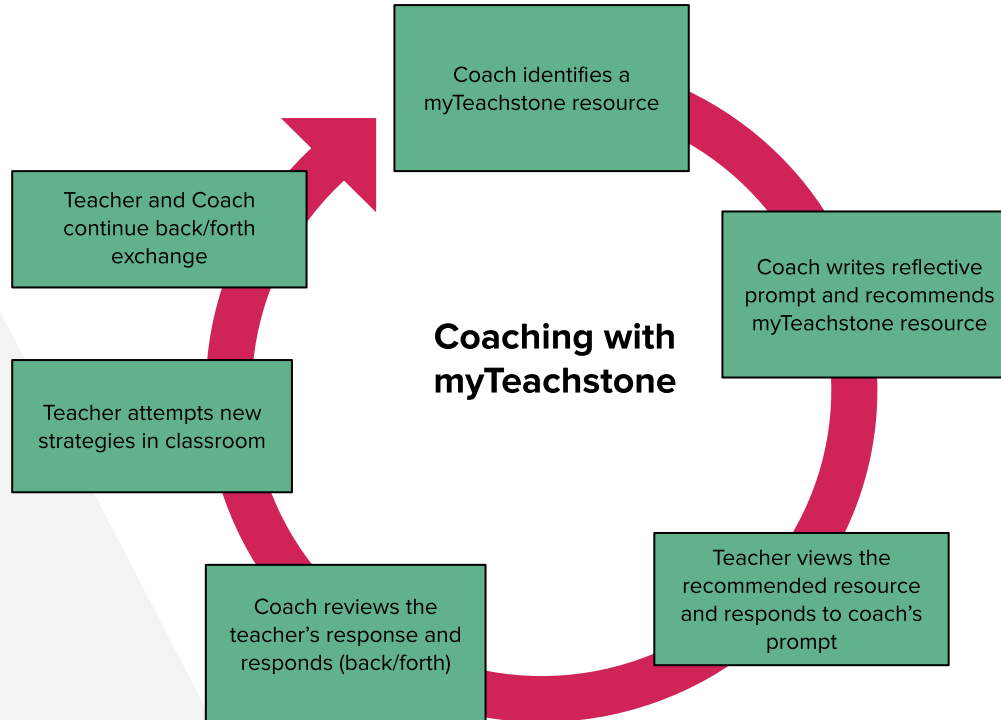 Coach identifies a
myTeachstone resource
Coach writes reflective
prompt and recommends
myTeachstone resource
Teacher views the
recommended resource
and responds to coach’s
prompt
Coach reviews the
teacher’s response and
responds (back/forth)
Teacher attempts new
strategies in classroom
Teacher and Coach
continue back/forth
exchange
Coaching with
myTeachstone